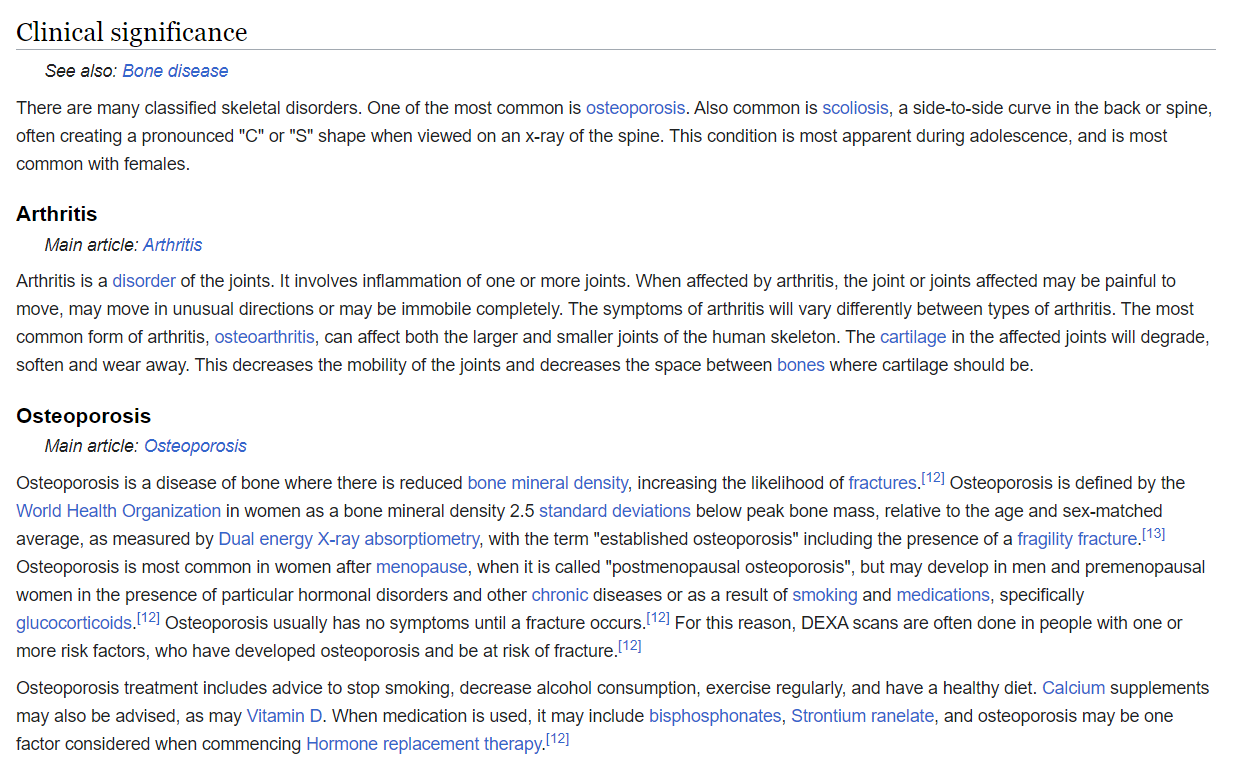 Clinical significance
See also: Bone disease
There are many classified skeletal disorders. One of the most common is osteoporosis. Also common is scoliosis, a side-to-side curve in the back or spine,
often creating a pronounced "C" or "S" shape when viewed on an x-ray of the spine. This condition is most apparent during adolescence, and is most
common with females.
Arthritis
Main article: Arthritis
Arthritis is a disorder of the joints. It involves inflammation of one or more joints. When affected by arthritis, the joint or joints affected may be painful to
move, may move in unusual directions or may be immobile completely. The symptoms of arthritis will vary differently between types of arthritis. The most
common form of arthritis, osteoarthritis, can affect both the larger and smaller joints of the human skeleton. The cartilage in the affected joints will degrade,
soften and wear away. This decreases the mobility of the joints and decreases the space between bones where cartilage should be.
Osteoporosis
Main article: Osteoporosis
Osteoporosis is a disease of bone where there is reduced bone mineral density, increasing the likelihood of fractures.[12] Osteoporosis is defined by the
World Health Organization in women as a bone mineral density 2.5 standard deviations below peak bone mass, relative to the age and sex-matched
average, as measured by Dual energy X-ray absorptiometry, with the term "established osteoporosis" including the presence of a fragility fracture.[13]
Osteoporosis is most common in women after menopause, when it is called "postmenopausal osteoporosis", but may develop in men and premenopausal
women in the presence of particular hormonal disorders and other chronic diseases or as a result of smoking and medications, specifically
glucocorticoids.[12] Osteoporosis usually has no symptoms until a fracture occurs.[12] For this reason, DEXA scans are often done in people with one or
more risk factors, who have developed osteoporosis and be at risk of fracture.[12]
Osteoporosis treatment includes advice to stop smoking, decrease alcohol consumption, exercise regularly, and have a healthy diet. Calcium supplements
may also be advised, as may Vitamin D. When medication is used, it may include bisphosphonates, Strontium ranelate, and osteoporosis may be one
factor considered when commencing Hormone replacement therapy.[12]